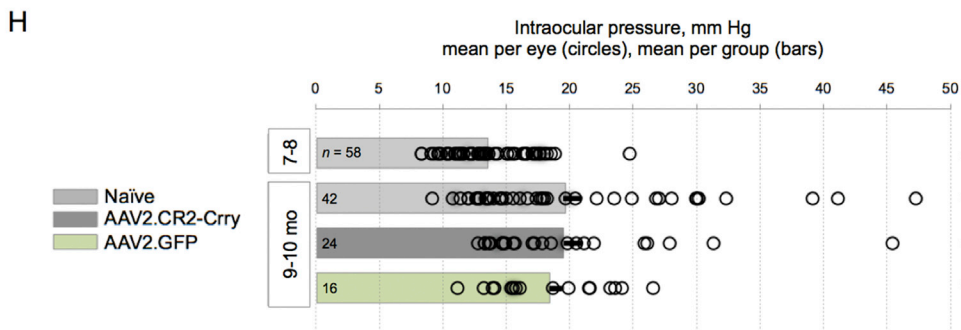 H
Intraocular pressure, mm Hg
mean per eye (circles), mean per group (bars)
0 5 10 15 20 25 30 35 40 45 50
7-8
n = 58
Naïve
AAV2.CR2-Crry
AAV2.GFP
9-10 mo
42
24
16